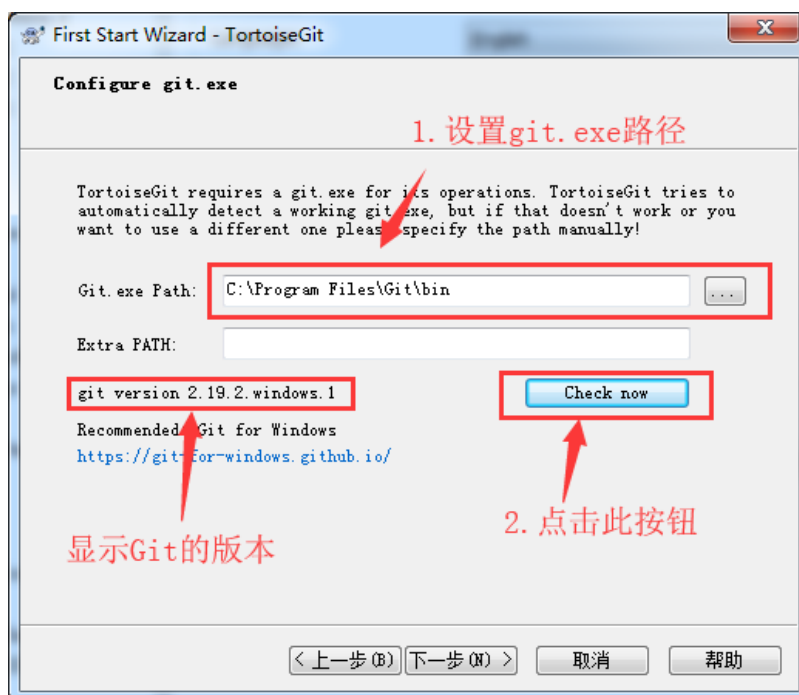 First Start Wizard - TortoiseGit
Configure git.exe
1.设置git.exe路径
TortoiseGit requires a git.exe for its operations. TortoiseGit tries to
automatically detect a working git.exe, but if that doesn't work or you
want to use a different one please specify the path manually!
Git.exe Path: C:\Program Files\Git\bin ...
Extra PATH:
git version 2.19.2.windows.1 Check now
Recommended: Git for Windows
https://git-for-windows.github.io/
2.点击此按钮
显示Git的版本
< 上一步(B) 下一步(N) > 取消 帮助